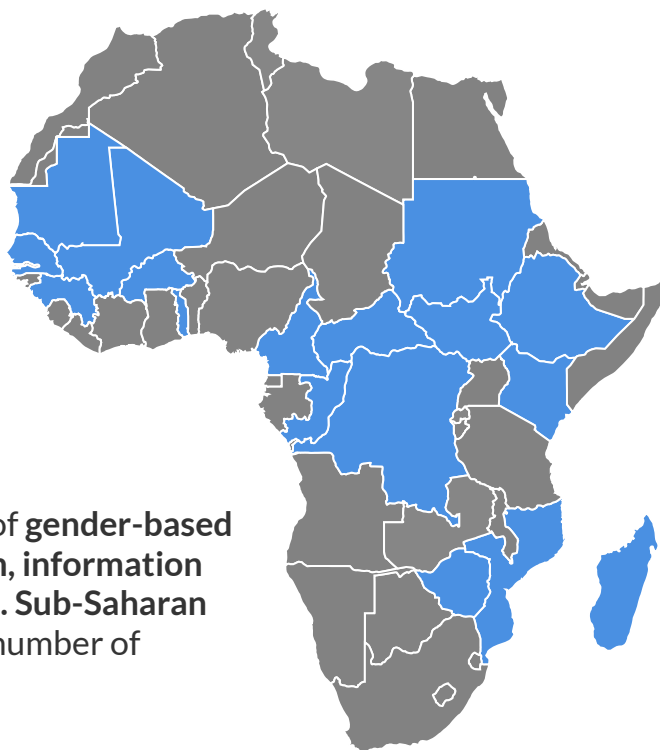 of gender-based
, information
. Sub-Saharan
number of